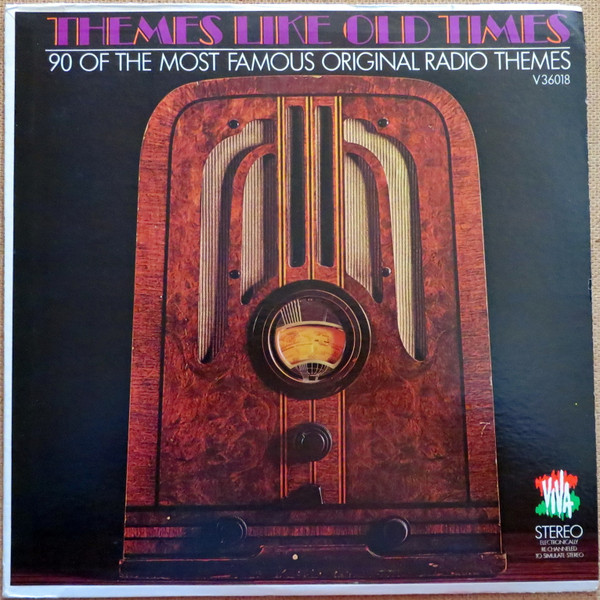 THEMES LIKE OLD TIMES
90 OF THE MOST FAMOUS ORIGINAL RADIO THEMES
V 36018
VIVA
STEREO
ELECTRONICALLY
RE-CHANNELED
TO SIMULATE STEREO